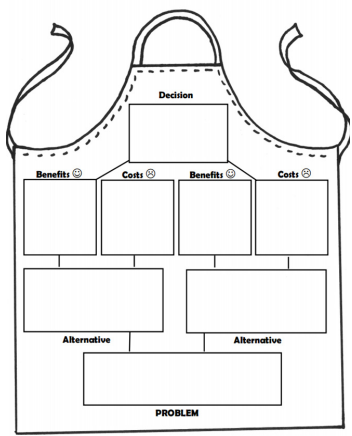 Decision
Benefits ☺ Costs ☹ Benefits ☺ Costs ☹
Alternative Alternative
PROBLEM